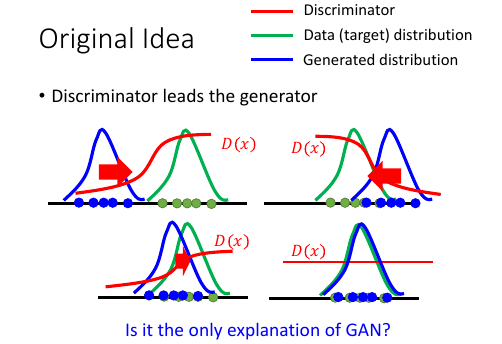 Discriminator
Original Idea
Data (target) distribution
Generated distribution
• Discriminator leads the generator
D(x)
D(x)
D(x)
D(x)
Is it the only explanation of GAN?